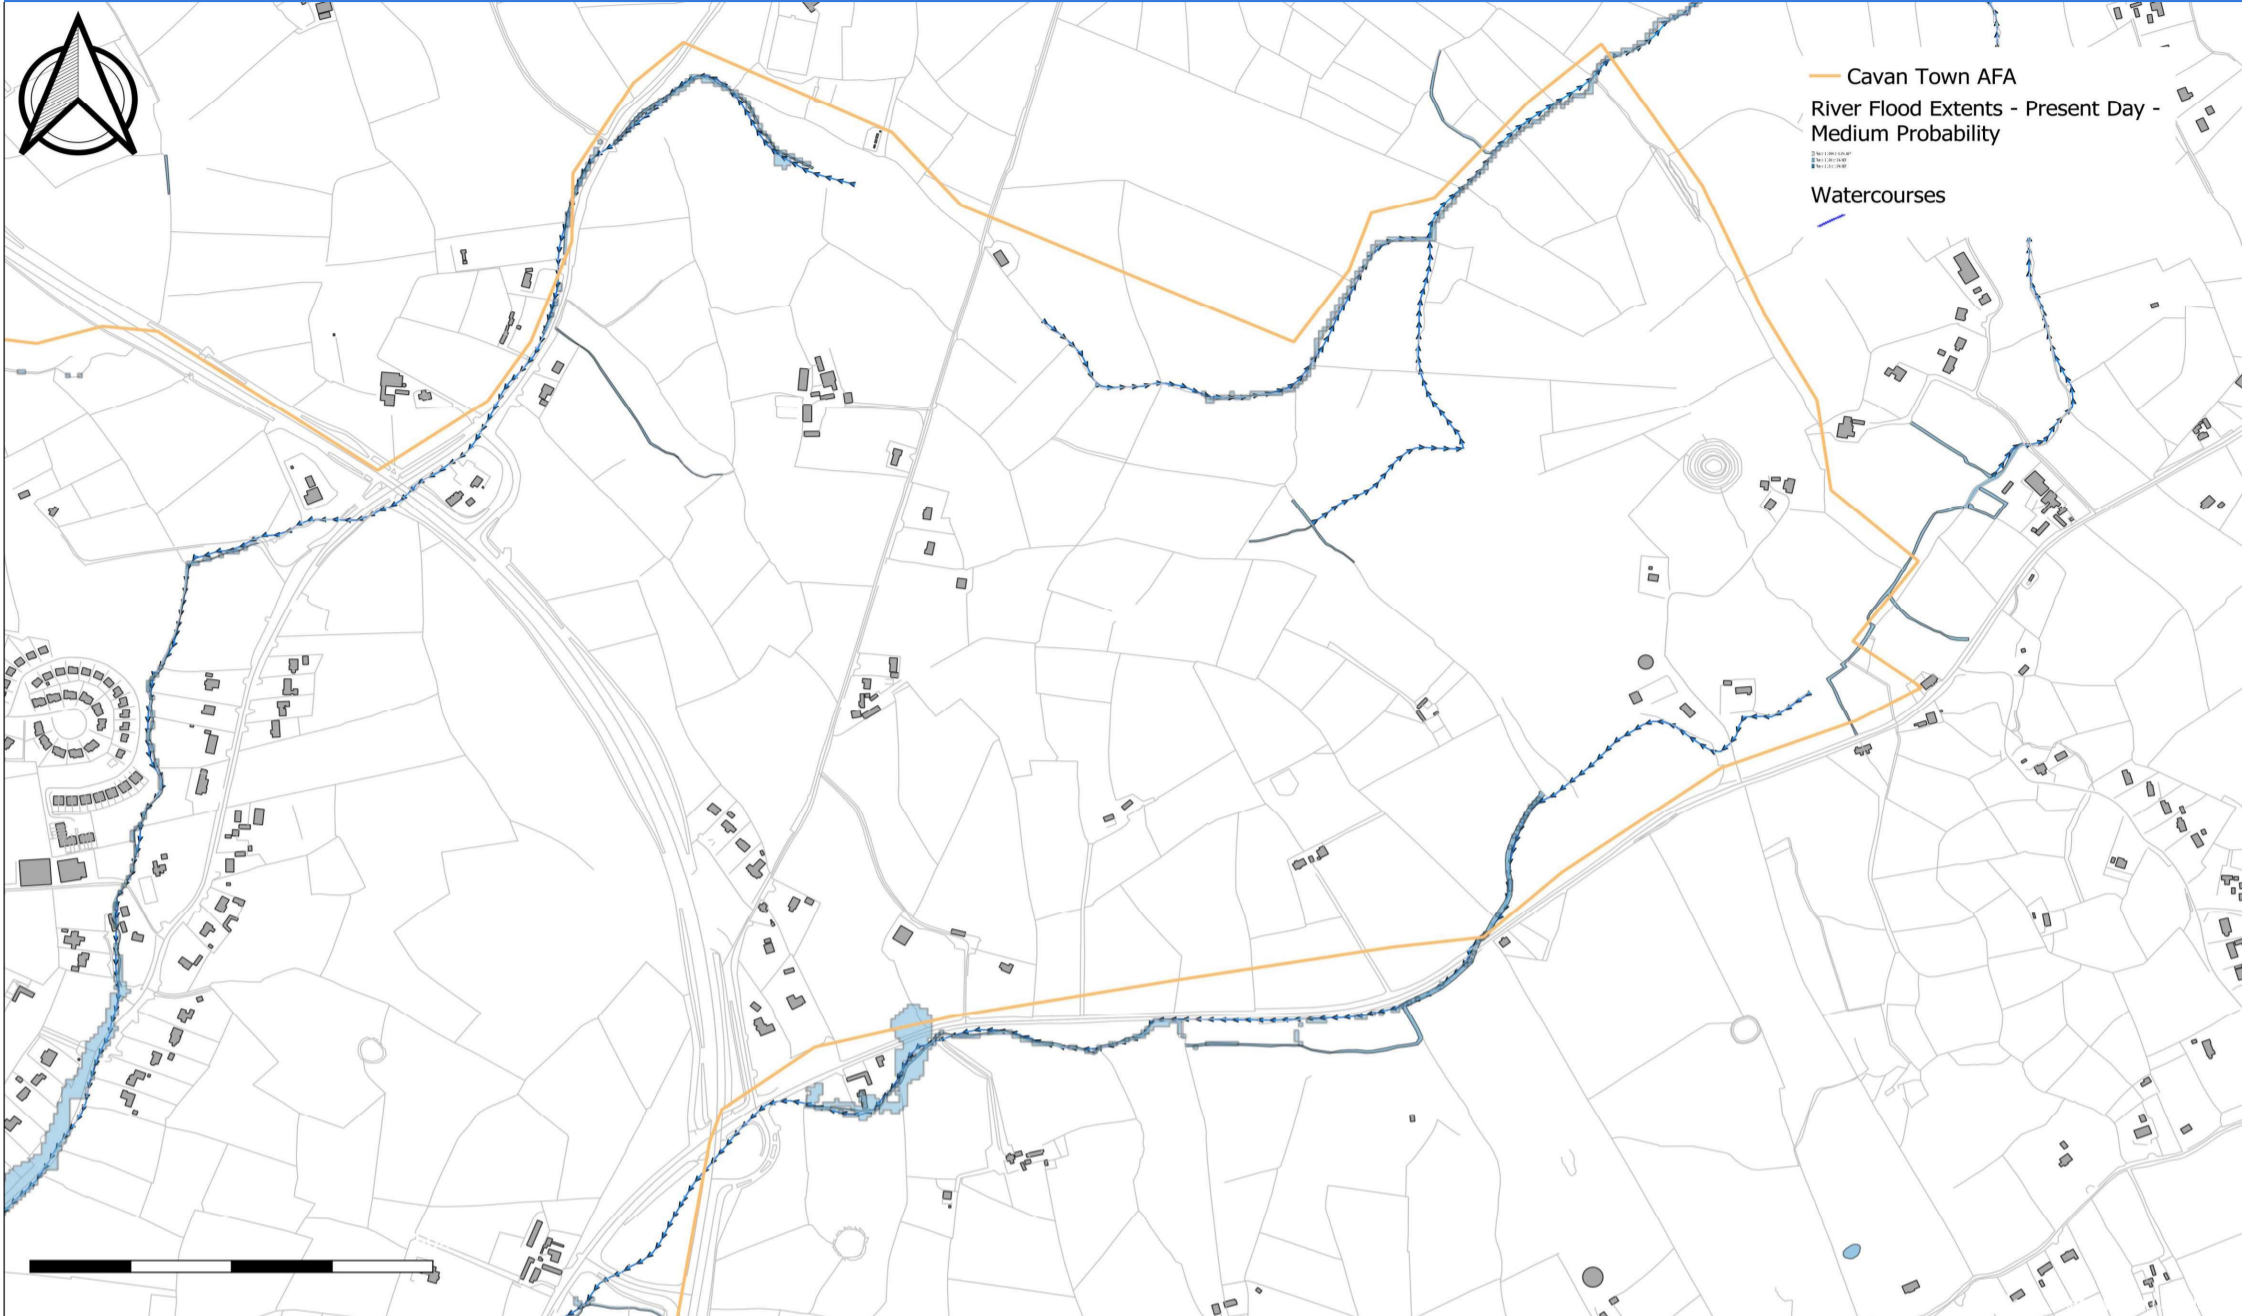 Cavan Town AFA
River Flood Extents - Present Day -
Medium Probability
Watercourses